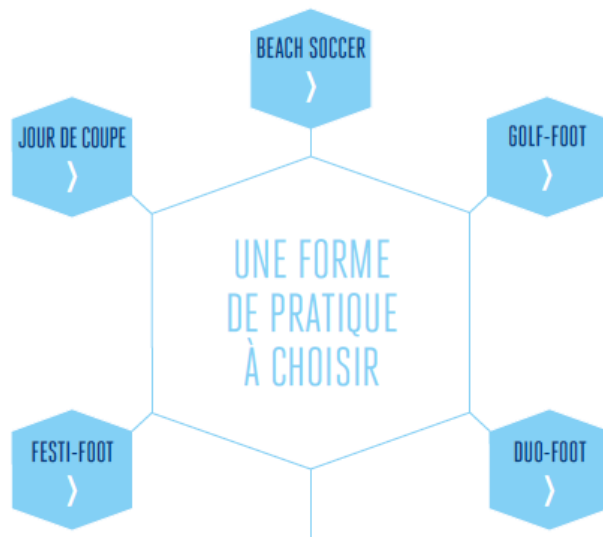 BEACH SOCCER
JOUR DE COUPE
GOLF-FOOT
UNE FORME
DE PRATIQUE
À CHOISIR
FESTI-FOOT
DUO-FOOT